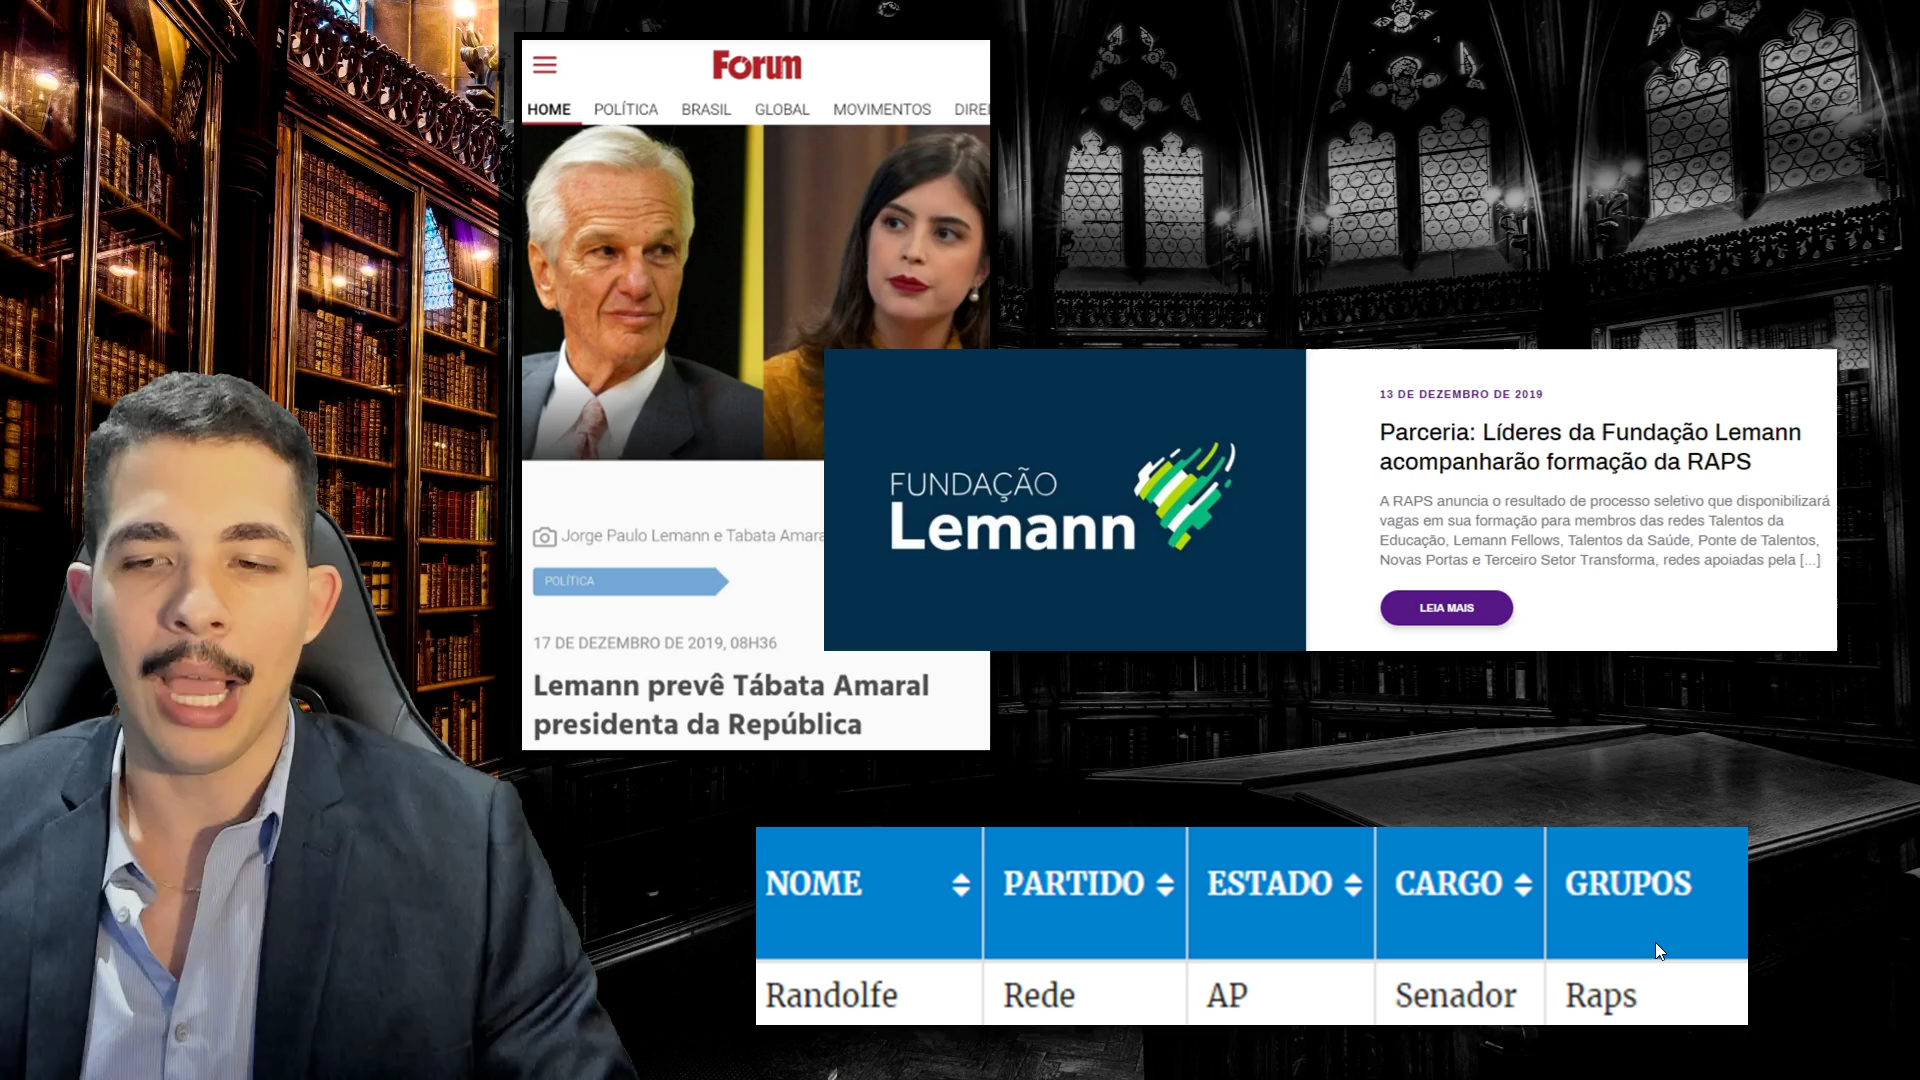 Forum
HOME POLÍTICA BRASIL GLOBAL MOVIMENTOS
Jorge Paulo Lemann e Tabata
POLÍTICA
17 DE DEZEMBRO DE 2019, 08H36
Lemann prevê Tábata Amaral
presidenta da República
FUNDAÇÃO
Lemann
13 DE DEZEMBRO DE 2019
Parceria: Líderes da Fundação Lemann
acompanharão formação da RAPS
A RAPS anuncia o resultado de processo seletivo que disponibilizará
vagas em sua formação para membros das redes Talentos da
Educação, Lemann Fellows, Talentos da Saúde, Ponte de Talentos,
Novas Portas e Terceiro Setor Transforma, redes apoiadas pela [...]
LEIA MAIS
NOME PARTIDO ESTADO CARGO GRUPOS
Randolfe Rede AP Senador Raps